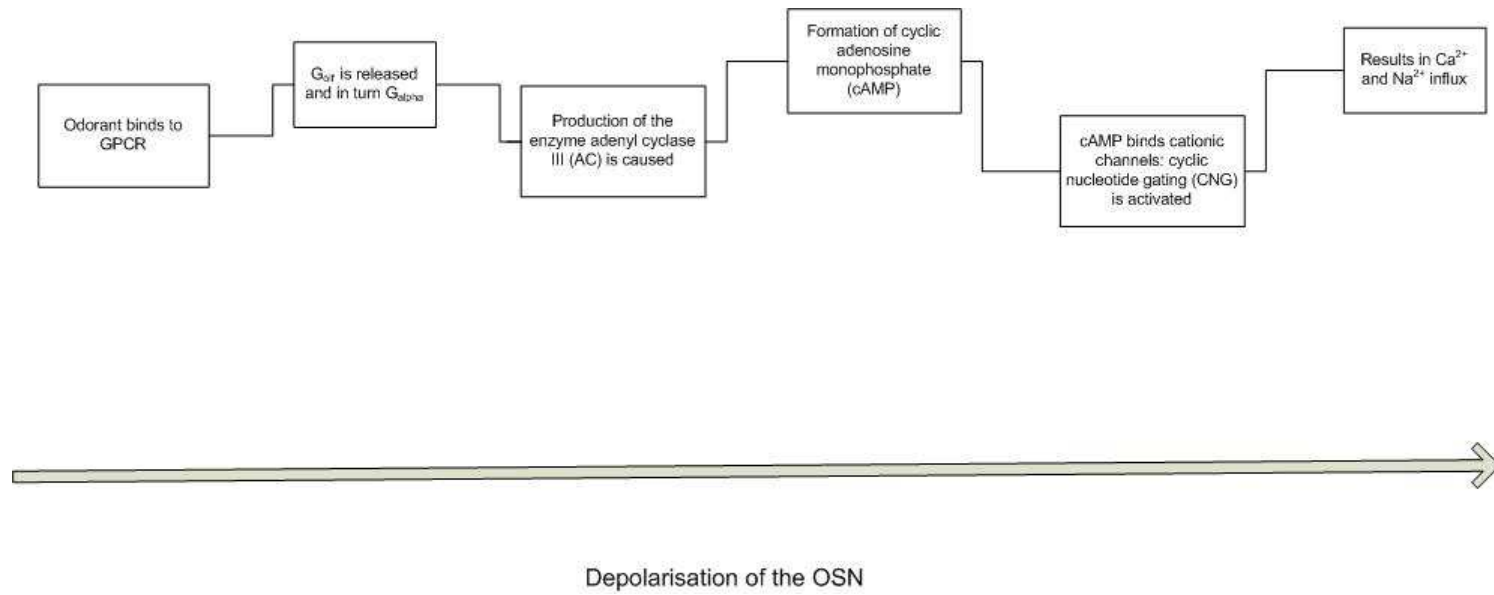 Odorant binds to
GPCR
G_olf is released
and in turn G_alpha
Production of the
enzyme adenyl cyclase
III (AC) is caused
Formation of cyclic
adenosine
monophosphate
(cAMP)
cAMP binds cationic
channels: cyclic
nucleotide gating (CNG)
is activated
Results in Ca²⁺
and Na²⁺ influx
Depolarisation of the OSN